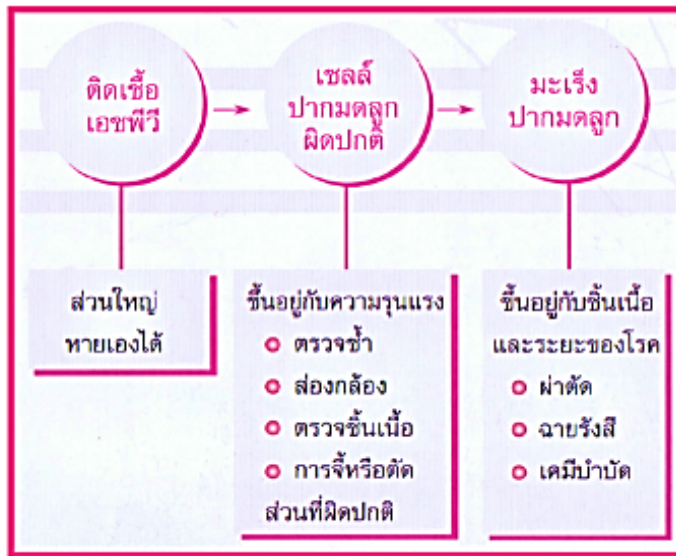 ติดเชื้อ
เอชพีวี
เซลล์
ปากมดลูก
ผิดปกติ
มะเร็ง
ปากมดลูก
ส่วนใหญ่
หายเองได้
ขึ้นอยู่กับความรุนแรง
ตรวจซ้ำ
ส่องกล้อง
ตรวจชิ้นเนื้อ
การจี้หรือตัด
ส่วนที่ผิดปกติ
ขึ้นอยู่กับชิ้นเนื้อ
และระยะของโรค
ผ่าตัด
ฉายรังสี
เคมีบำบัด